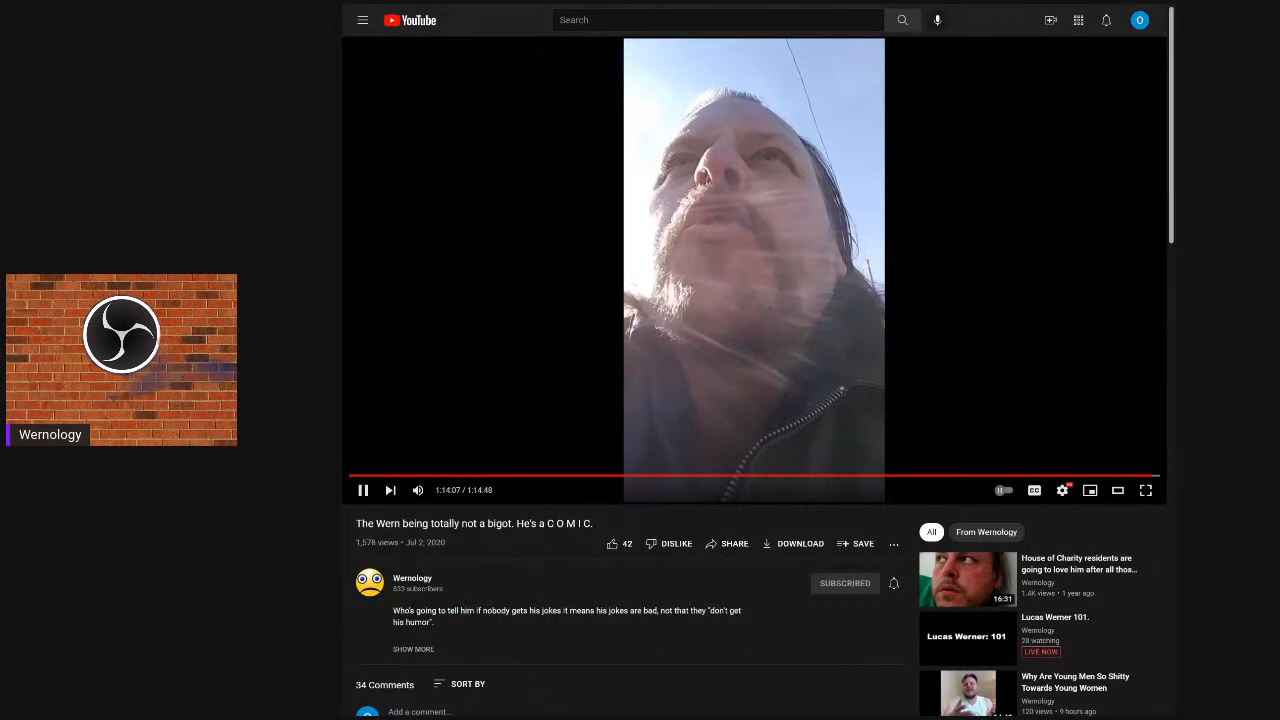 YouTube
Search
O
Wernology
1:14:07 / 1:14:48
CC
The Wern being totally not a bigot. He's a C O M I C.
1,578 views • Jul 2, 2020
42
DISLIKE
SHARE
DOWNLOAD
SAVE
Wernology
833 subscribers
SUBSCRIBED
Who's going to tell him if nobody gets his jokes it means his jokes are bad, not that they "don't get
his humor".
SHOW MORE
34 Comments
SORT BY
Add a comment...
All
From Wernology
House of Charity residents are
going to love him after all thos...
Wernology
1.4K views • 1 year ago
16:31
Lucas Werner: 101
Lucas Werner 101.
Wernology
28 watching
LIVE NOW
Why Are Young Men So Shitty
Towards Young Women
Wernology
120 views • 9 hours ago